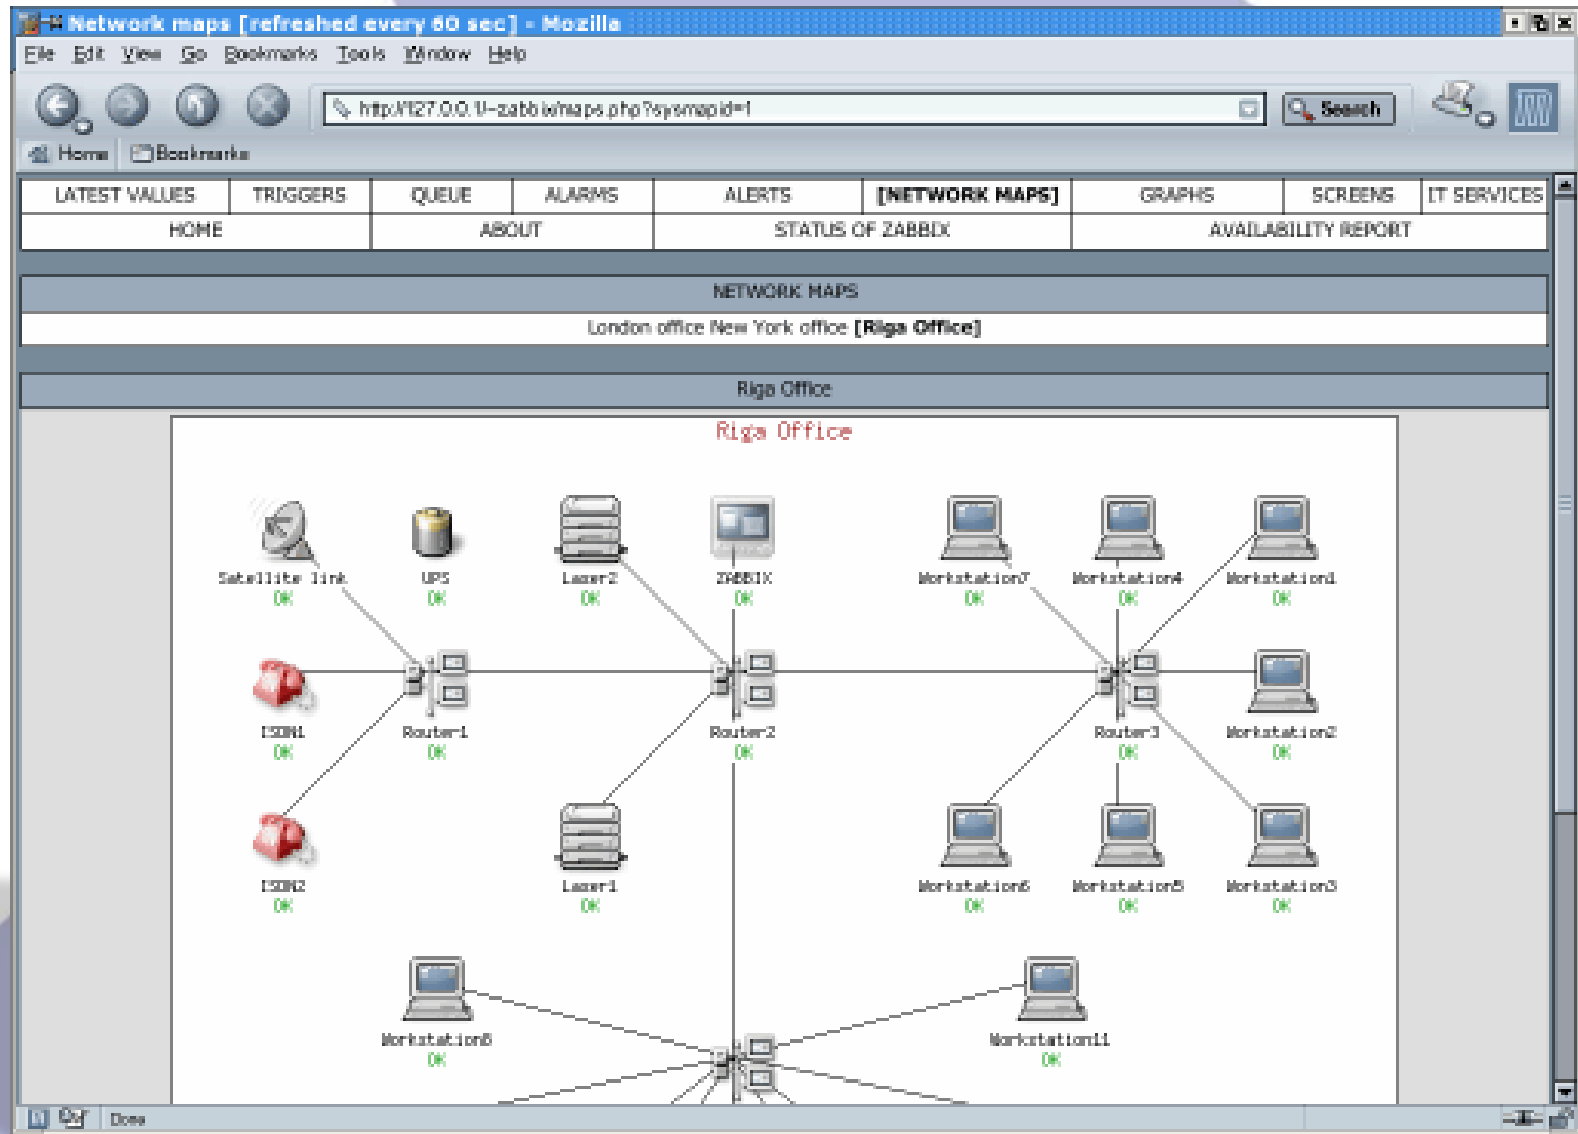 Network maps [refreshed every 60 sec] - Mozilla
File Edit View Go Bookmarks Tools Window Help
http://127.0.0.1/~zabbix/maps.php?sysmapid=1
Search
Home Bookmarks
LATEST VALUES TRIGGERS QUEUE ALARMS ALERTS [NETWORK MAPS] GRAPHS SCREENS IT SERVICES
HOME ABOUT STATUS OF ZABBIX AVAILABILITY REPORT
NETWORK MAPS
London office New York office [Riga Office]
Riga Office
Riga Office
Satellite link UPS Laser2 ZABBIX Workstation7 Workstation4 Workstation1
OK OK OK OK OK OK OK
ISDN1 Router1 Router2 Router3 Workstation2
OK OK OK OK OK
ISDN2 Laser1 Workstation6 Workstation5 Workstation3
OK OK OK OK OK
Workstation8 Workstation11
OK OK
Done